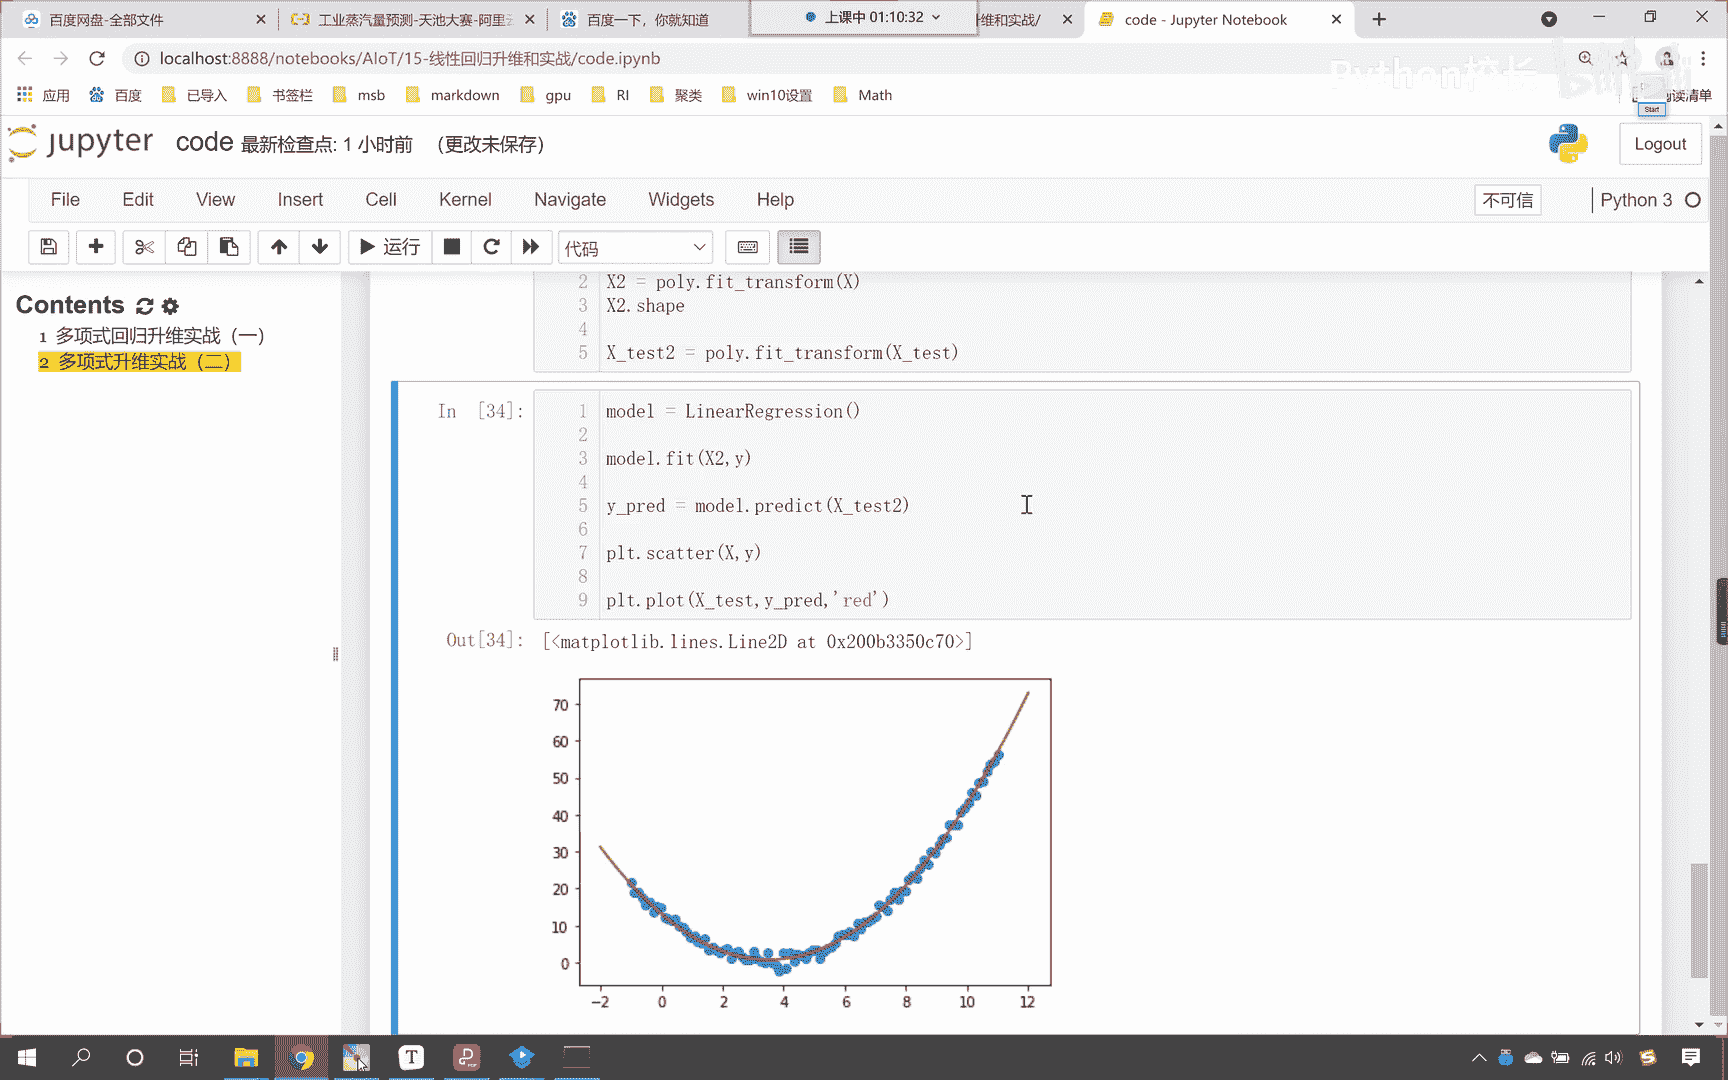 百度网盘-全部文件
工业蒸汽量预测-天池大赛-阿里云
百度一下，你就知道
上课中 01:10:32
维和实战/
code - Jupyter Notebook
localhost:8888/notebooks/AIoT/15-线性回归升维和实战/code.ipynb
Python校长
应用 百度 已导入 书签栏 msb markdown gpu RI 聚类 win10设置 Math 阅读清单
Start
jupyter code 最新检查点: 1 小时前 (更改未保存)
Logout
File Edit View Insert Cell Kernel Navigate Widgets Help
不可信 Python 3
运行 代码
Contents
1 多项式回归升维实战（一）
2 多项式升维实战（二）
2 X2 = poly.fit_transform(X)
3 X2.shape
4
5 X_test2 = poly.fit_transform(X_test)
In [34]:
1 model = LinearRegression()
2
3 model.fit(X2,y)
4
5 y_pred = model.predict(X_test2)
6
7 plt.scatter(X,y)
8
9 plt.plot(X_test,y_pred,'red')
Out[34]: [<matplotlib.lines.Line2D at 0x200b3350c70>]
70
60
50
40
30
20
10
0
−2 0 2 4 6 8 10 12